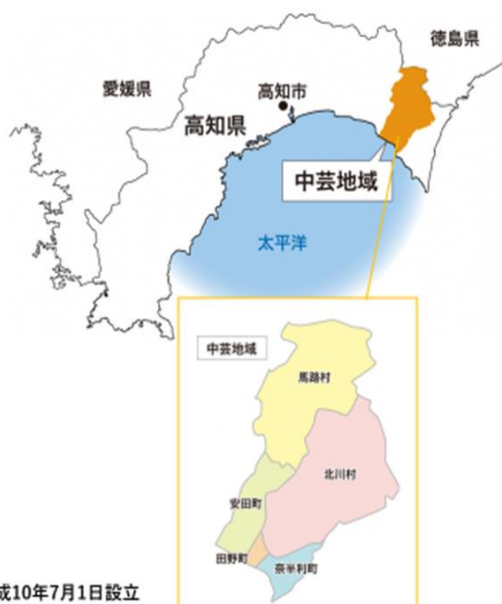 徳島県
愛媛県
高知市
高知県
中芸地域
太平洋
中芸地域
馬路村
北川村
安田町
田野町
奈半利町
成10年7月1日設立